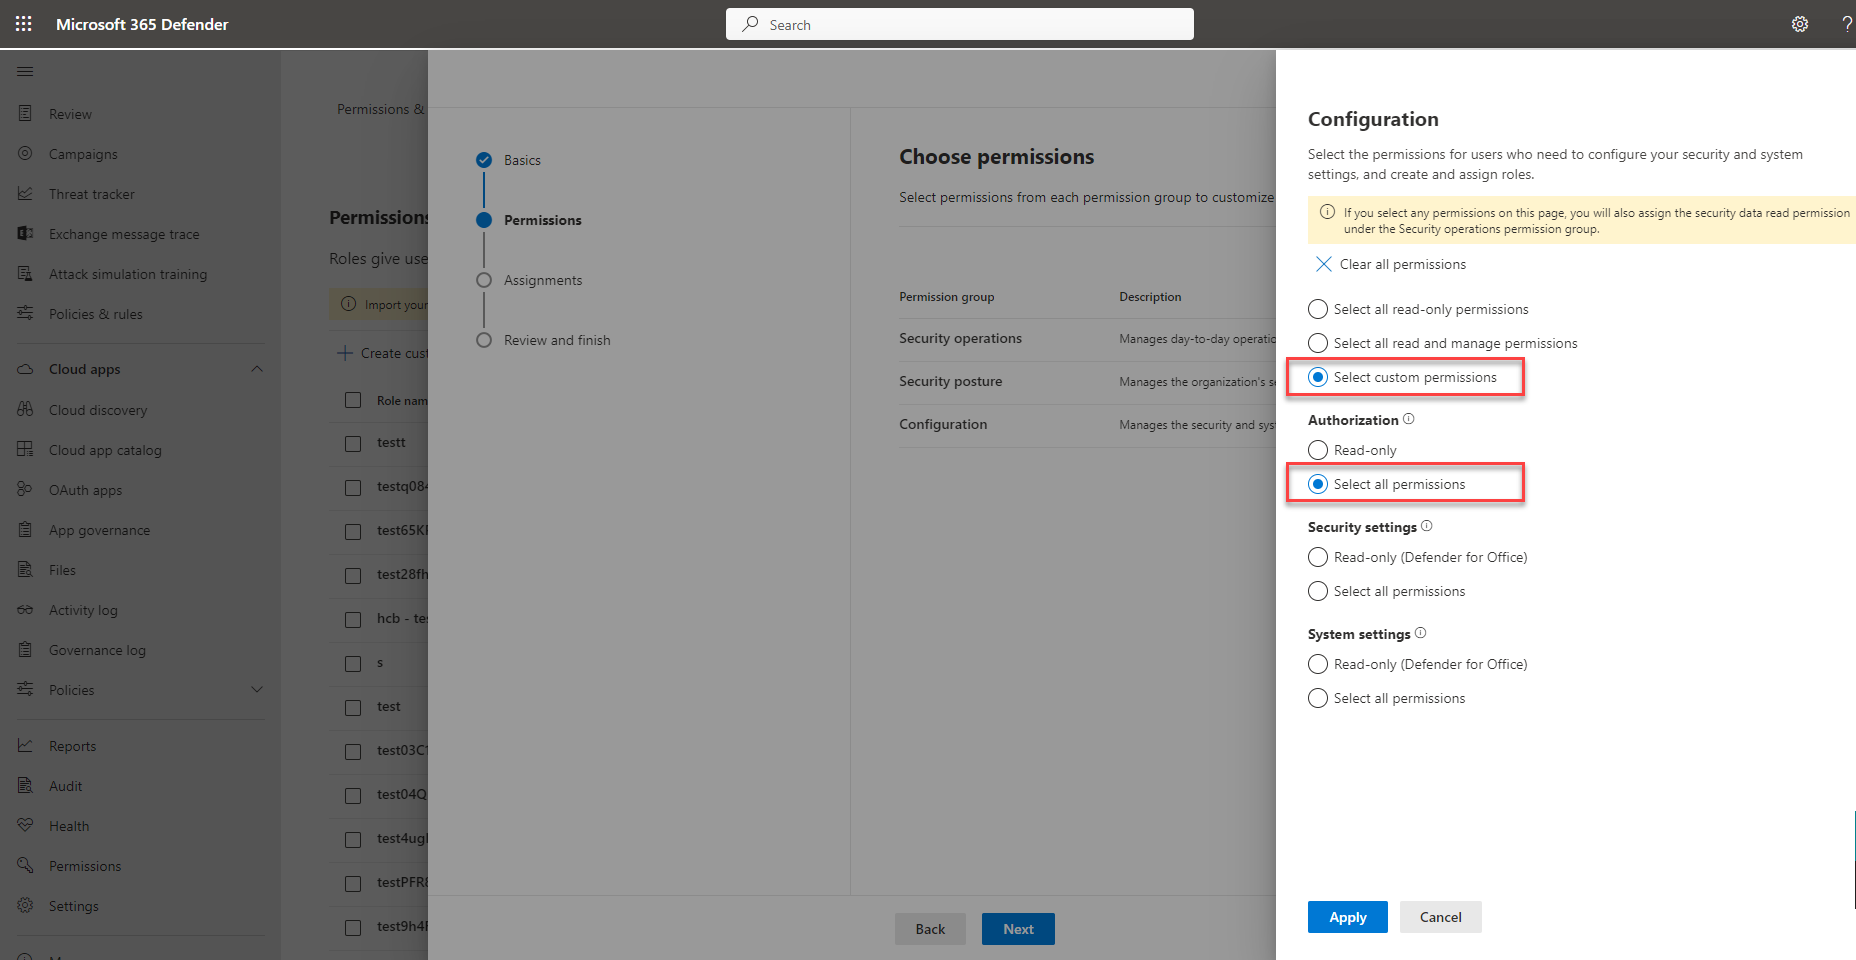 Microsoft 365 Defender
Search
?
Review
Campaigns
Threat tracker
Exchange message trace
Attack simulation training
Policies & rules
Cloud apps
Cloud discovery
Cloud app catalog
OAuth apps
App governance
Files
Activity log
Governance log
Policies
Reports
Audit
Health
Permissions
Settings
Permissions &
Permissions
Roles give use
Import your
Create cust
Role nam
testt
testq084
test65K
test28fh
hcb - tes
s
test
test03C1
test04Q
test4ugl
testPFR8
test9h4F
Basics
Permissions
Assignments
Review and finish
Choose permissions
Select permissions from each permission group to customize
Permission group Description
Security operations Manages day-to-day operatio
Security posture Manages the organization's se
Configuration Manages the security and sys
Back Next
Configuration
Select the permissions for users who need to configure your security and system
settings, and create and assign roles.
If you select any permissions on this page, you will also assign the security data read permission
under the Security operations permission group.
Clear all permissions
Select all read-only permissions
Select all read and manage permissions
Select custom permissions
Authorization
Read-only
Select all permissions
Security settings
Read-only (Defender for Office)
Select all permissions
System settings
Read-only (Defender for Office)
Select all permissions
Apply Cancel